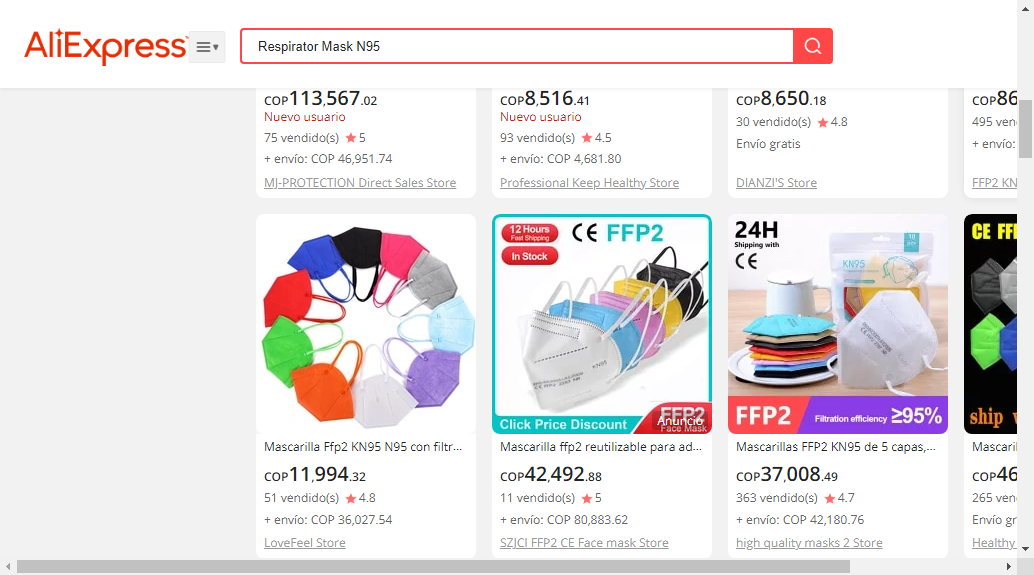 AliExpress
Respirator Mask N95
COP113,567.02
Nuevo usuario
75 vendido(s) 5
+ envío: COP 46,951.74
MJ-PROTECTION Direct Sales Store
COP8,516.41
Nuevo usuario
93 vendido(s) 4.5
+ envío: COP 4,681.80
Professional Keep Healthy Store
COP8,650.18
30 vendido(s) 4.8
Envío gratis
DIANZI'S Store
COP86
495 ven
+ envío:
FFP2 KN
Mascarilla Ffp2 KN95 N95 con filtr...
COP11,994.32
51 vendido(s) 4.8
+ envío: COP 36,027.54
LoveFeel Store
12 Hours
Fast Shipping
In Stock
CE FFP2
KN95
Click Price Discount
FFP2
Anuncio
Face Mask
Mascarilla ffp2 reutilizable para ad...
COP42,492.88
11 vendido(s) 5
+ envío: COP 80,883.62
SZJCI FFP2 CE Face mask Store
24H
Shipping with
CE
KN95
FFP2
Filtration efficiency ≥95%
Mascarillas FFP2 KN95 de 5 capas,...
COP37,008.49
363 vendido(s) 4.7
+ envío: COP 42,180.76
high quality masks 2 Store
CE FF
ship w
Mascaril
COP46
265 ven
Envío gr
Healthy